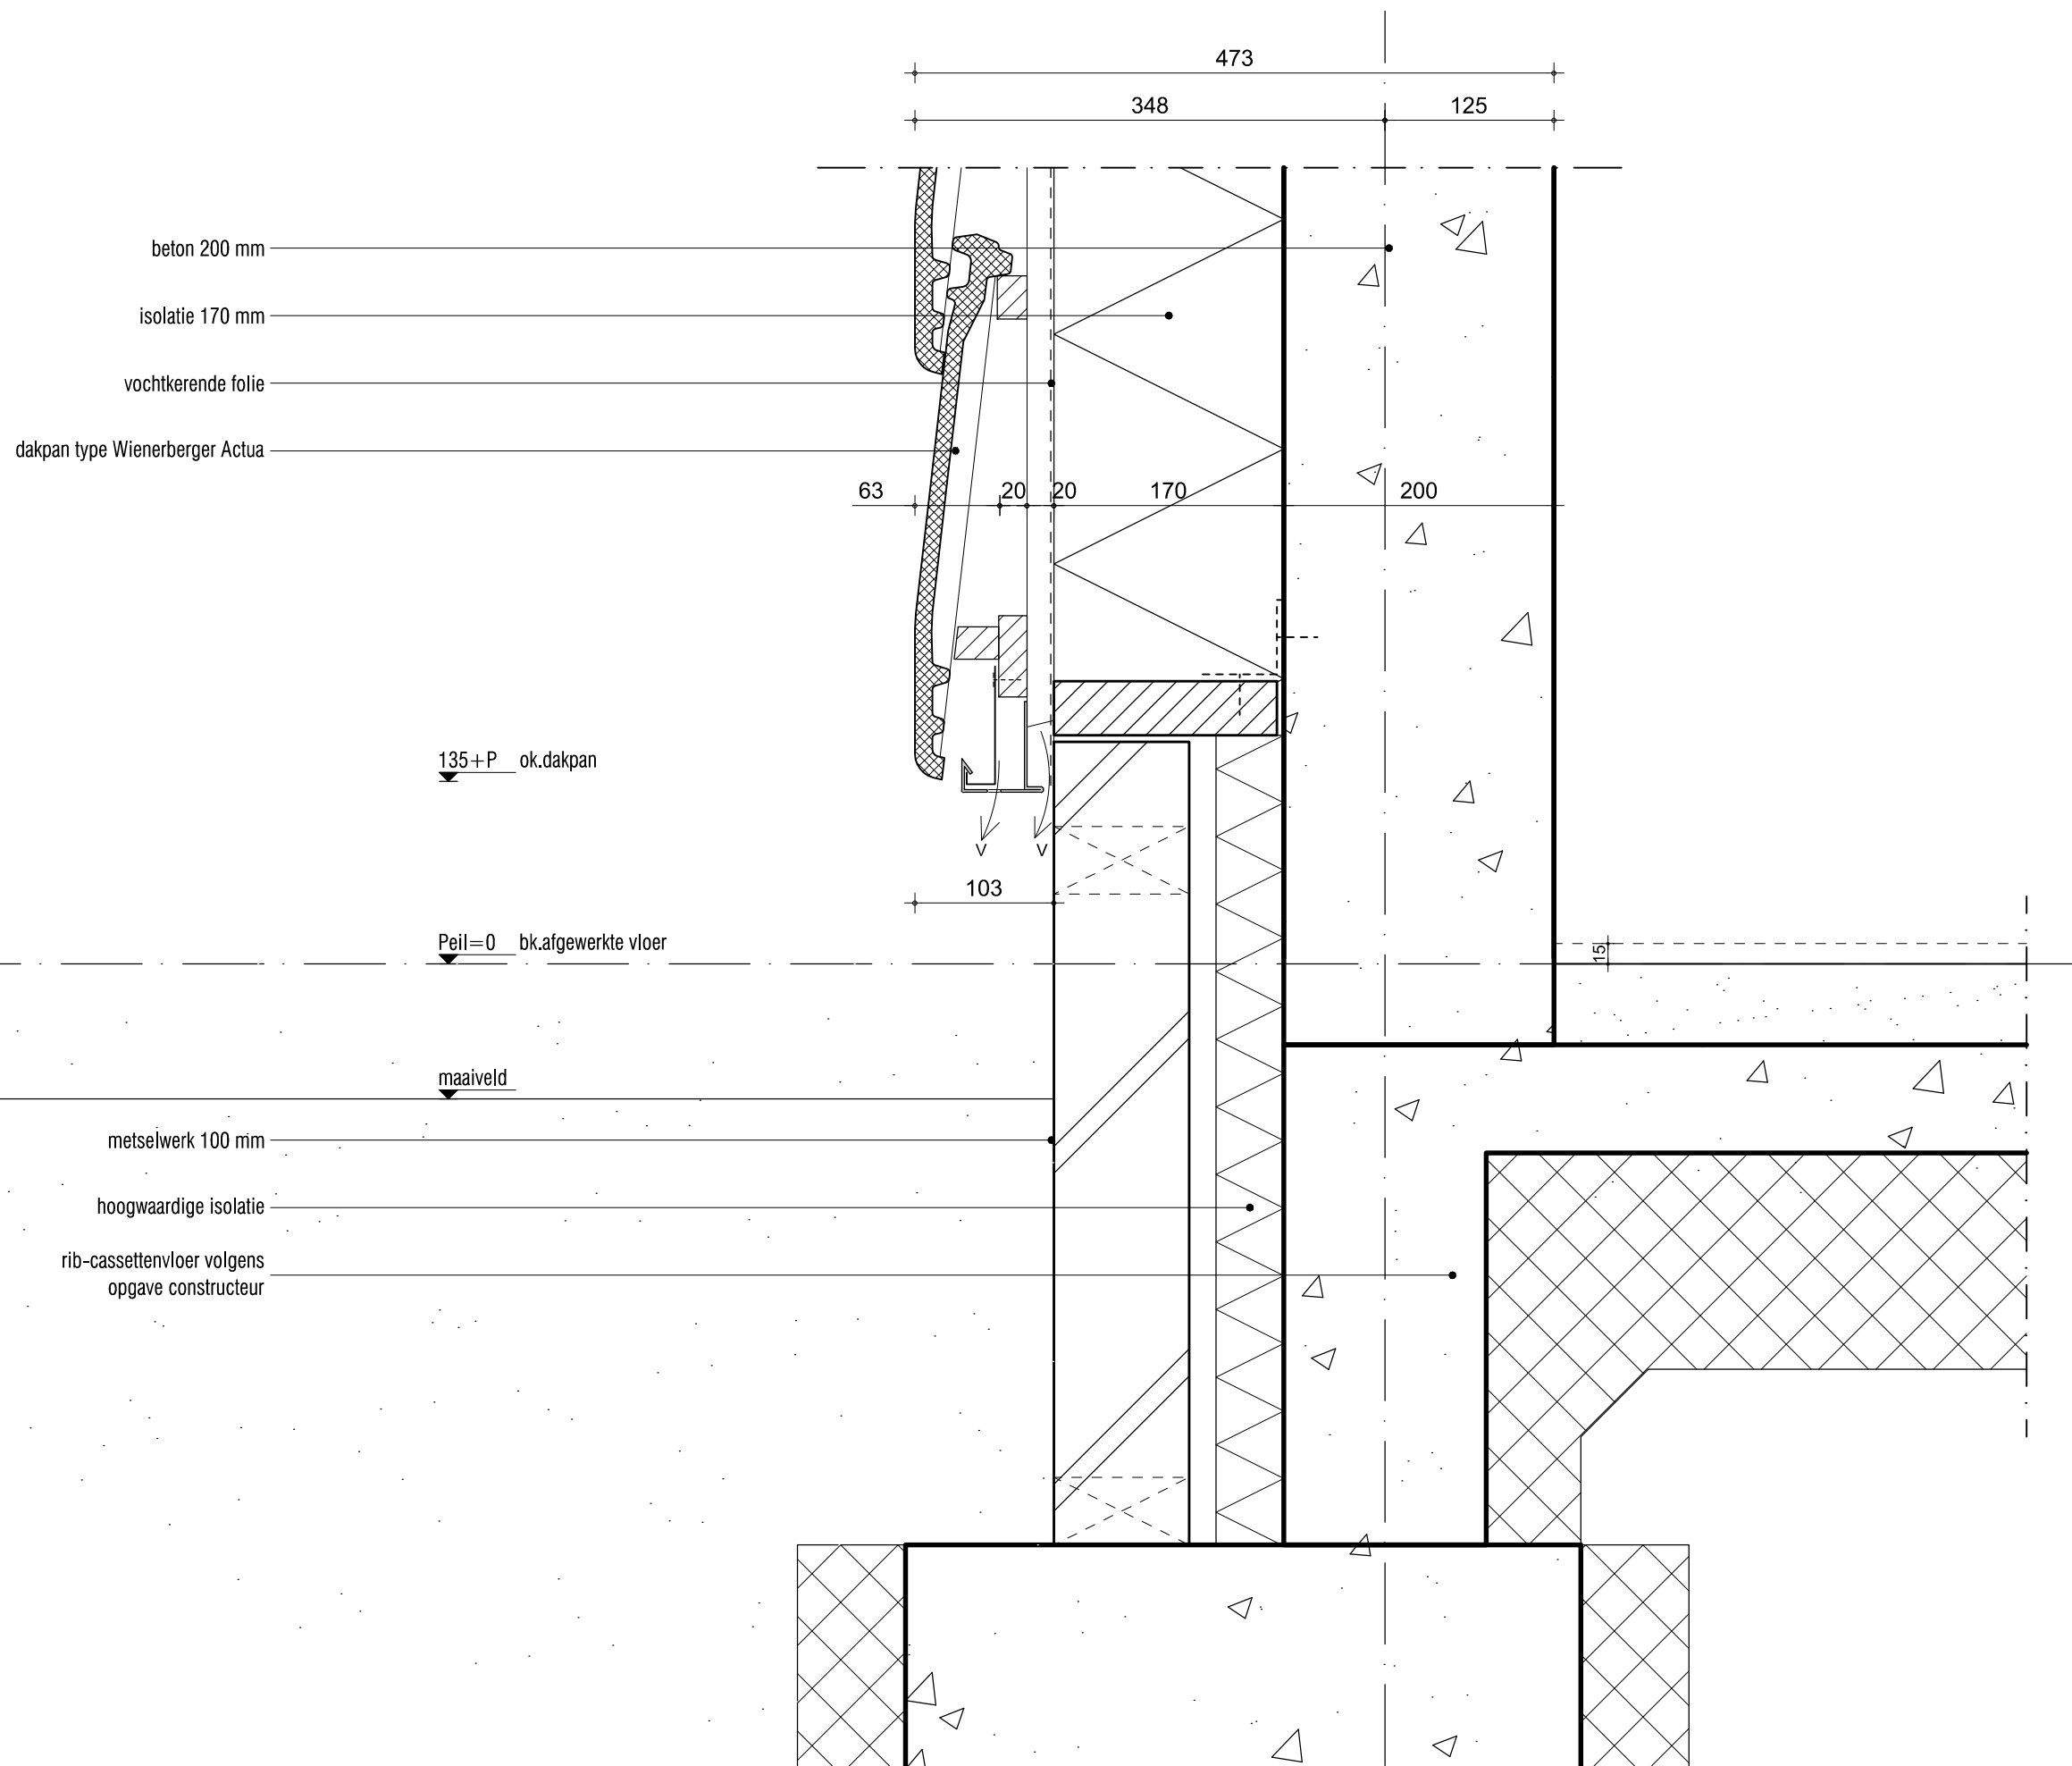 473
348 125
beton 200 mm
isolatie 170 mm
vochtkerende folie
dakpan type Wienerberger Actua
63 20 20 170 200
135+P ok.dakpan
V V
103
Peil=0 bk.afgewerkte vloer
15
maaiveld
metselwerk 100 mm
hoogwaardige isolatie
rib-cassettenvloer volgens
opgave constructeur